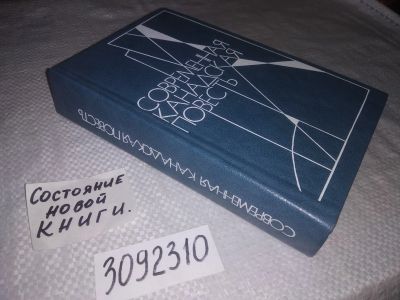 СОВРЕМЕННАЯ
КАНАДСКАЯ
ПОВЕСТЬ
СОВРЕМЕННАЯ КАНАДСКАЯ ПОВЕСТЬ
Состояние
новой
КНИГИ.
3092310